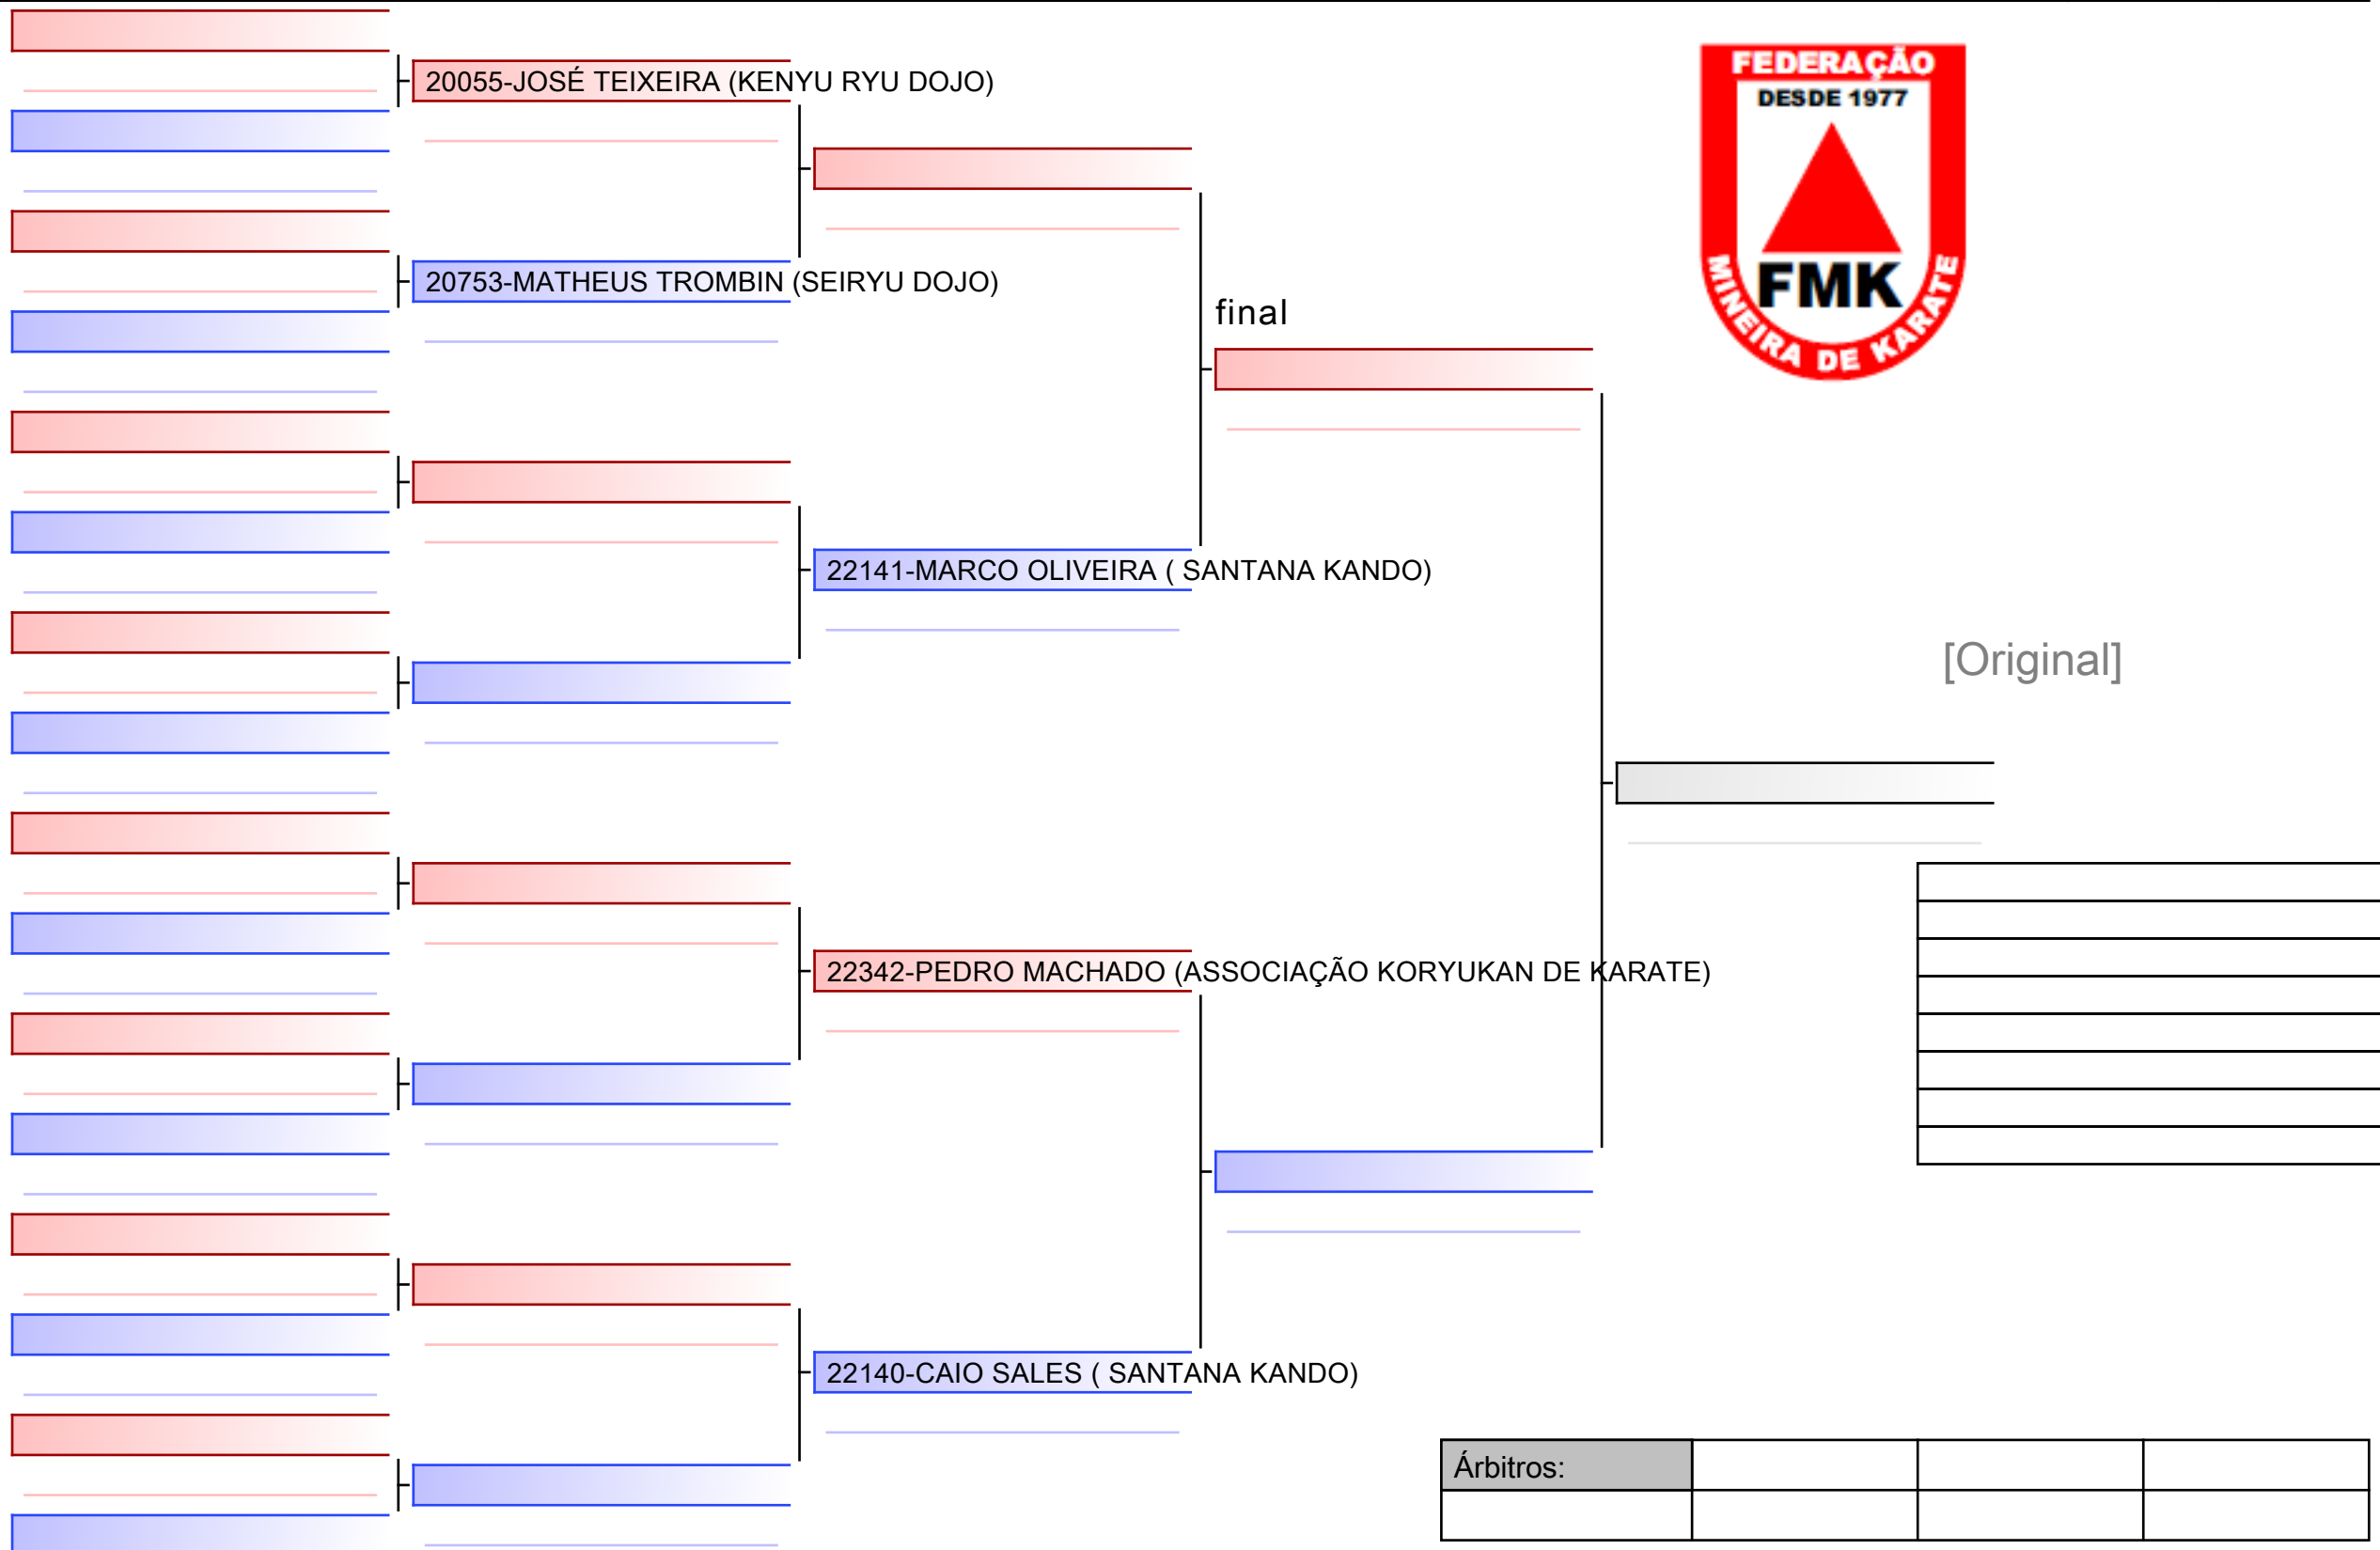 FEDERAÇÃO
DESDE 1977
FMK
MINEIRA DE KARATE
20055-JOSÉ TEIXEIRA (KENYU RYU DOJO)
20753-MATHEUS TROMBIN (SEIRYU DOJO)
final
22141-MARCO OLIVEIRA ( SANTANA KANDO)
[Original]
22342-PEDRO MACHADO (ASSOCIAÇÃO KORYUKAN DE KARATE)
22140-CAIO SALES ( SANTANA KANDO)
Árbitros: